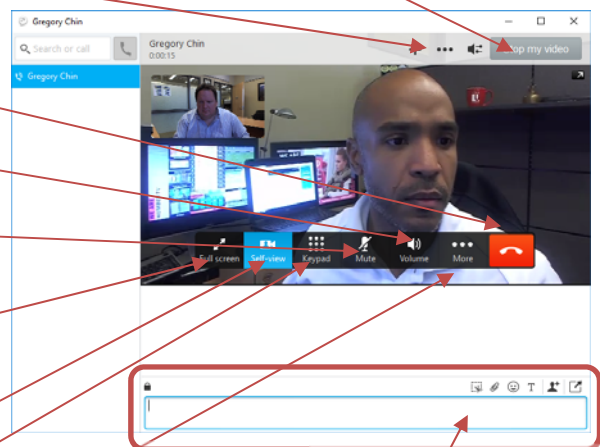 Gregory Chin
Search or call
Gregory Chin
0:00:15
top my video
Gregory Chin
Full screen
Self-view
Keypad
Mute
Volume
More
T